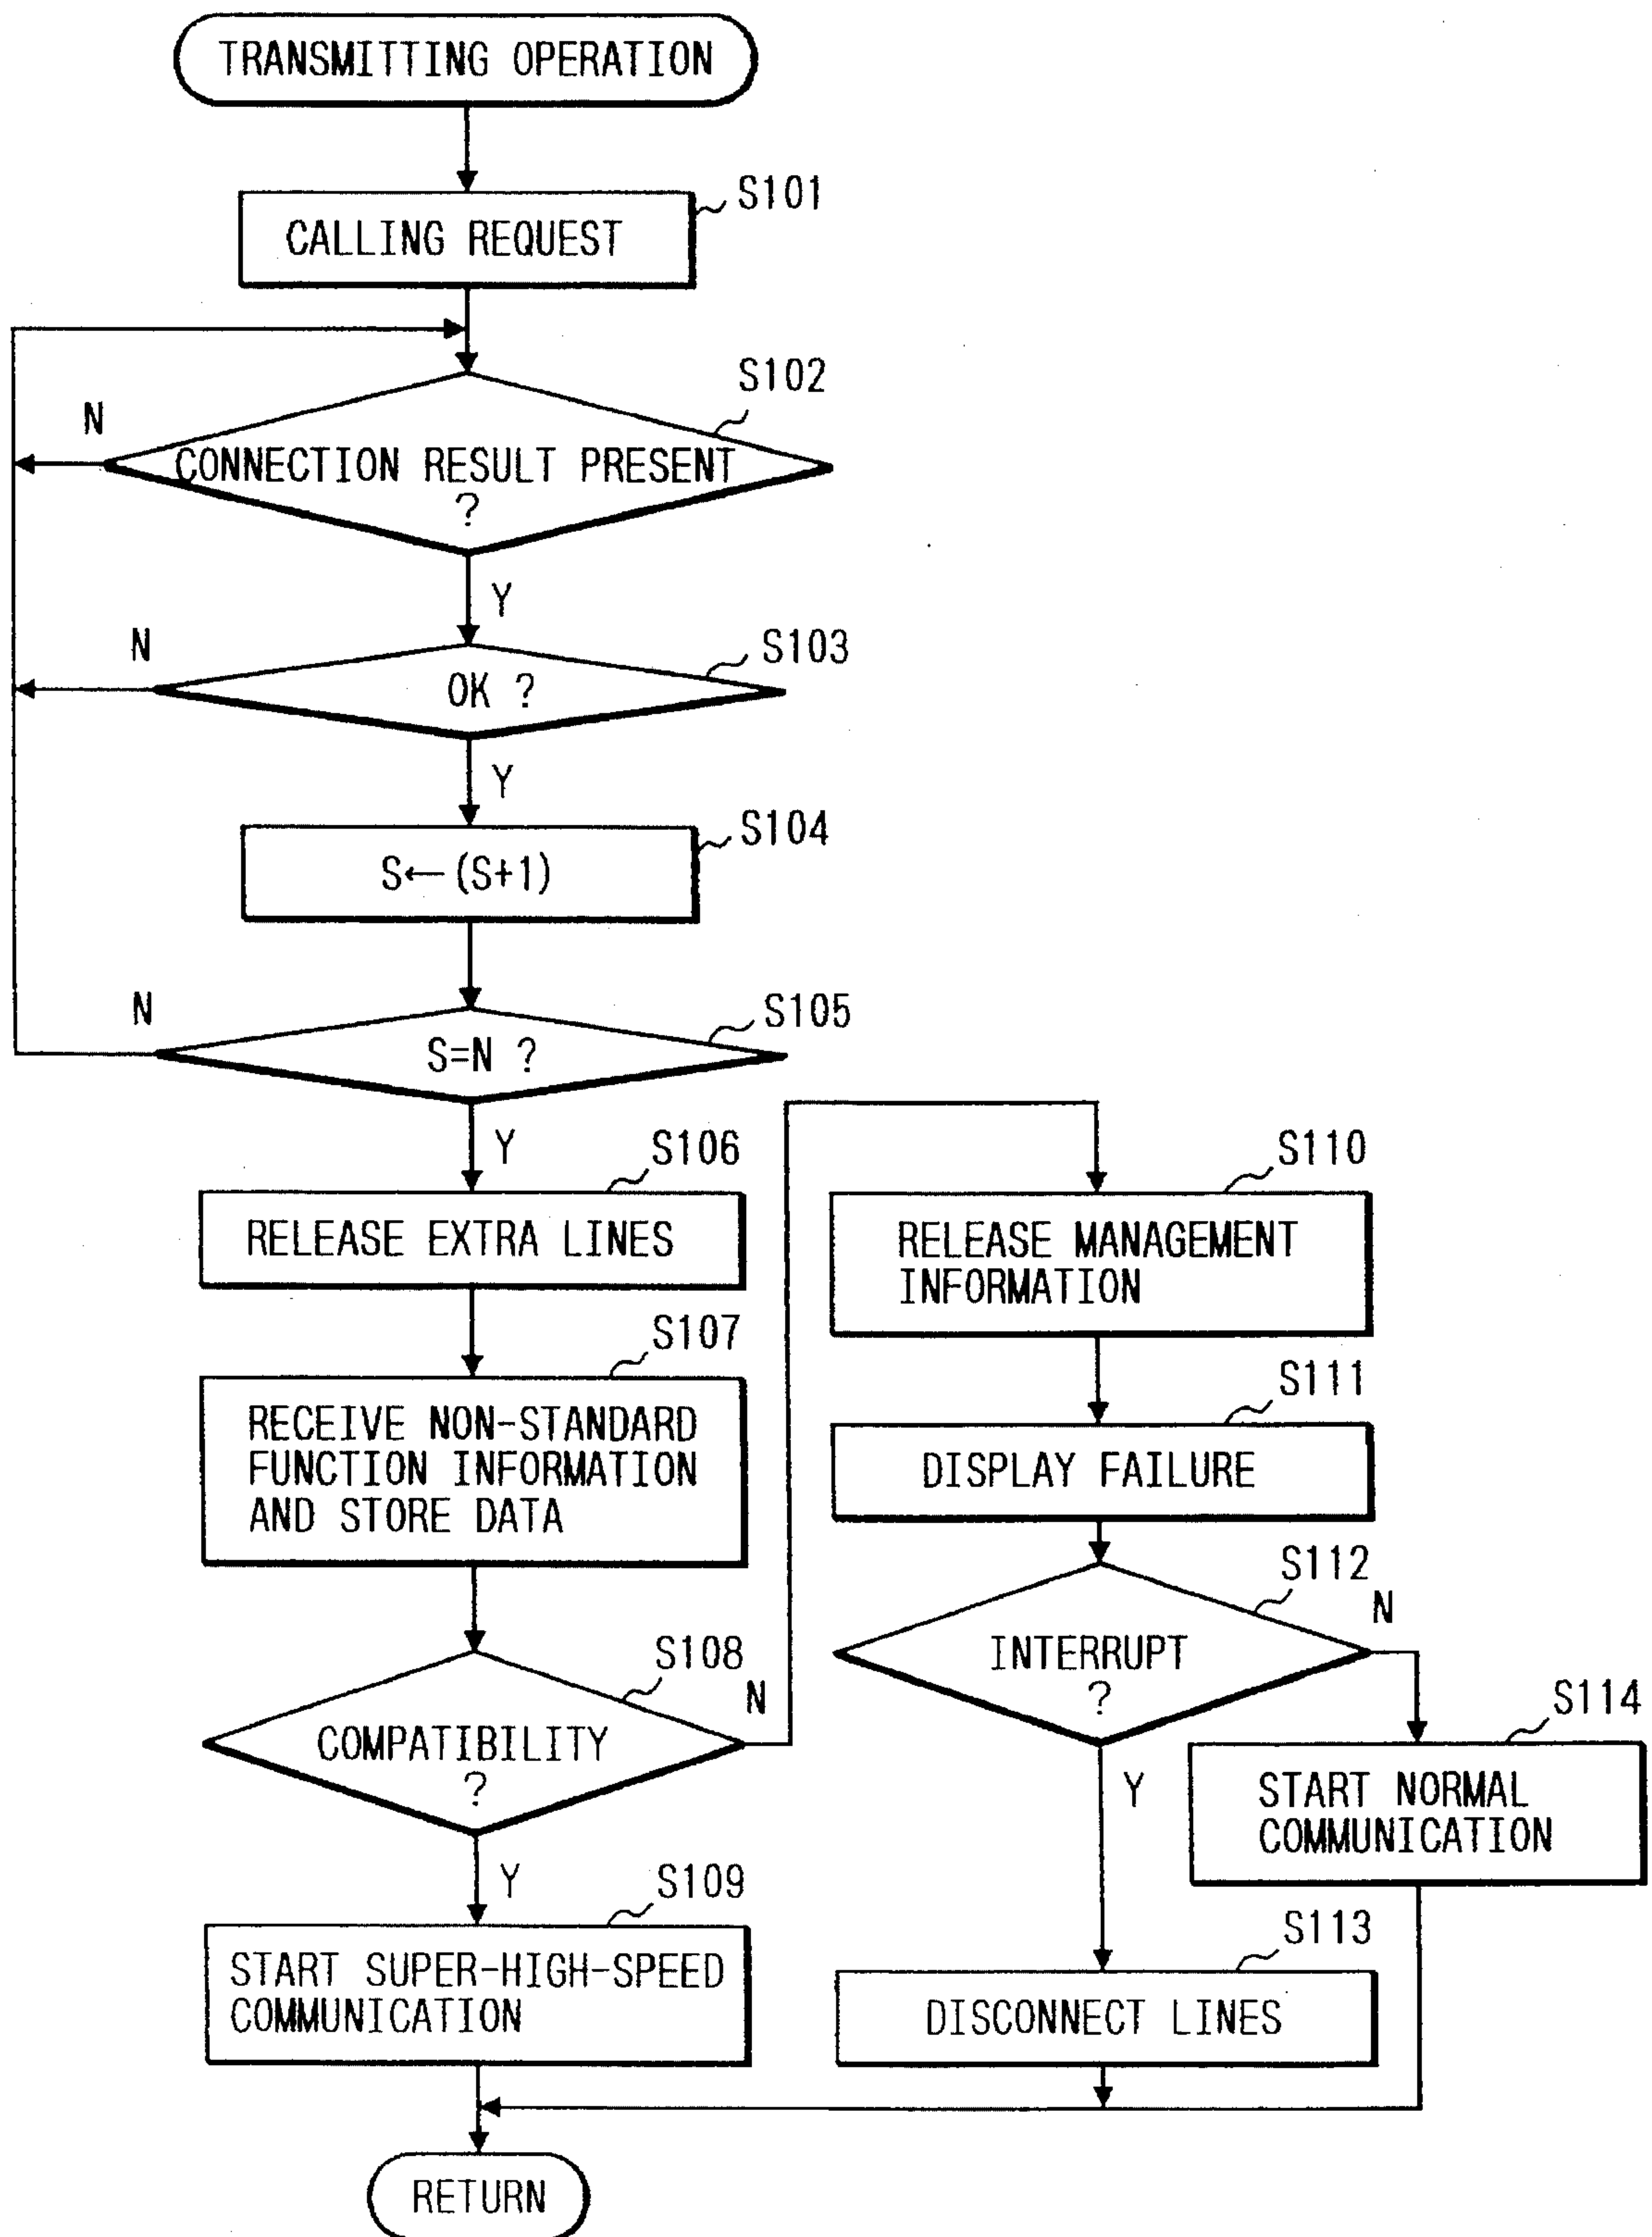 TRANSMITTING OPERATION
S101
CALLING REQUEST
S102
N
CONNECTION RESULT PRESENT
?
Y
S103
N
OK ?
Y
S104
S←(S+1)
S105
N
S=N ?
Y
S106
RELEASE EXTRA LINES
S107
RECEIVE NON-STANDARD
FUNCTION INFORMATION
AND STORE DATA
S108
N
COMPATIBILITY
?
Y
S109
START SUPER-HIGH-SPEED
COMMUNICATION
S110
RELEASE MANAGEMENT
INFORMATION
S111
DISPLAY FAILURE
S112
N
INTERRUPT
?
Y
S114
START NORMAL
COMMUNICATION
S113
DISCONNECT LINES
RETURN